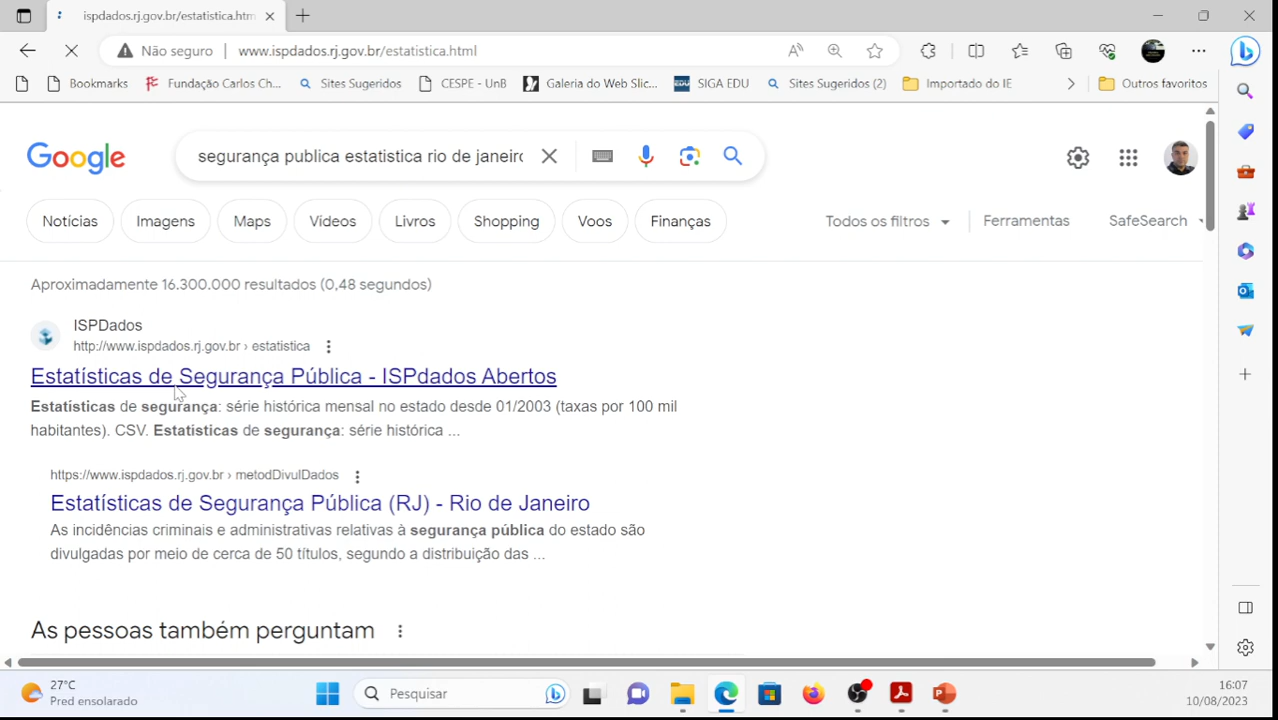 ispdados.rj.gov.br/estatistica.htm
Não seguro
www.ispdados.rj.gov.br/estatistica.html
Bookmarks
Fundação Carlos Ch...
Sites Sugeridos
CESPE - UnB
Galeria do Web Slic...
SIGA EDU
Sites Sugeridos (2)
Importado do IE
Outros favoritos
Google
segurança publica estatistica rio de janeiro
Notícias
Imagens
Maps
Vídeos
Livros
Shopping
Voos
Finanças
Todos os filtros
Ferramentas
SafeSearch
Aproximadamente 16.300.000 resultados (0,48 segundos)
ISPDados
http://www.ispdados.rj.gov.br › estatistica
Estatísticas de Segurança Pública - ISPdados Abertos
Estatísticas de segurança: série histórica mensal no estado desde 01/2003 (taxas por 100 mil
habitantes). CSV. Estatísticas de segurança: série histórica ...
https://www.ispdados.rj.gov.br › metodDivulDados
Estatísticas de Segurança Pública (RJ) - Rio de Janeiro
As incidências criminais e administrativas relativas à segurança pública do estado são
divulgadas por meio de cerca de 50 títulos, segundo a distribuição das ...
As pessoas também perguntam
27°C
Pred ensolarado
Pesquisar
16:07
10/08/2023